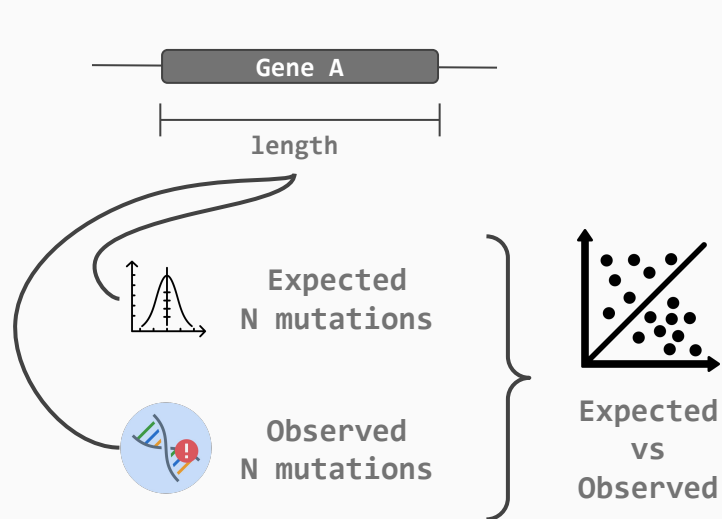 Gene A
length
Expected
N mutations
Observed
N mutations
Expected
vs
Observed